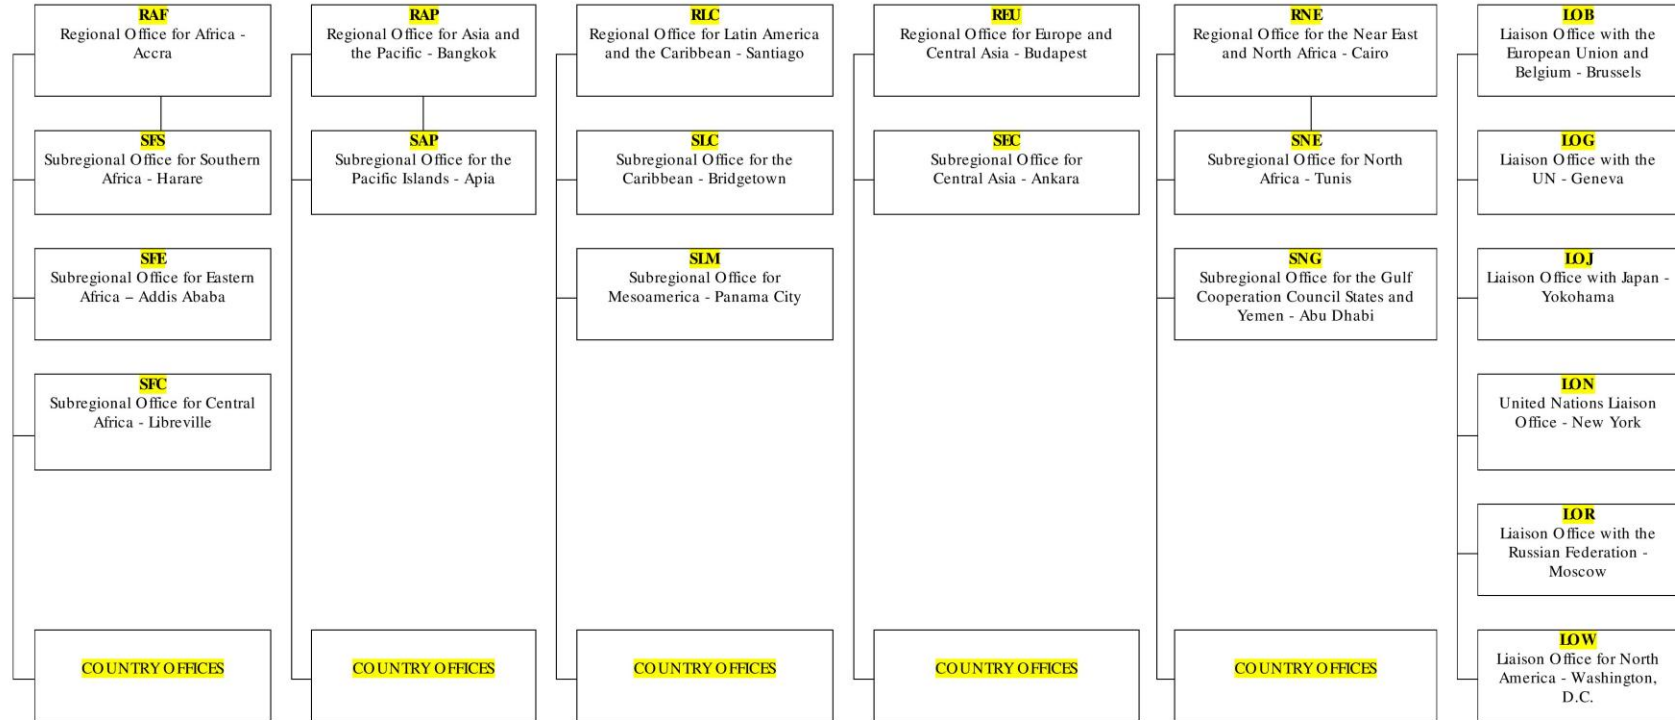 RAF
Regional Office for Africa -
Accra
SFS
Subregional Office for Southern
Africa - Harare
SFE
Subregional Office for Eastern
Africa – Addis Ababa
SFC
Subregional Office for Central
Africa - Libreville
COUNTRY OFFICES
RAP
Regional Office for Asia and
the Pacific - Bangkok
SAP
Subregional Office for the
Pacific Islands - Apia
COUNTRY OFFICES
RLC
Regional Office for Latin America
and the Caribbean - Santiago
SLC
Subregional Office for the
Caribbean - Bridgetown
SLM
Subregional Office for
Mesoamerica - Panama City
COUNTRY OFFICES
REU
Regional Office for Europe and
Central Asia - Budapest
SEC
Subregional Office for
Central Asia - Ankara
COUNTRY OFFICES
RNE
Regional Office for the Near East
and North Africa - Cairo
SNE
Subregional Office for North
Africa - Tunis
SNG
Subregional Office for the Gulf
Cooperation Council States and
Yemen - Abu Dhabi
COUNTRY OFFICES
LOB
Liaison Office with the
European Union and
Belgium - Brussels
LOG
Liaison Office with the
UN - Geneva
LOJ
Liaison Office with Japan -
Yokohama
LON
United Nations Liaison
Office - New York
LOR
Liaison Office with the
Russian Federation -
Moscow
LOW
Liaison Office for North
America - Washington,
D.C.